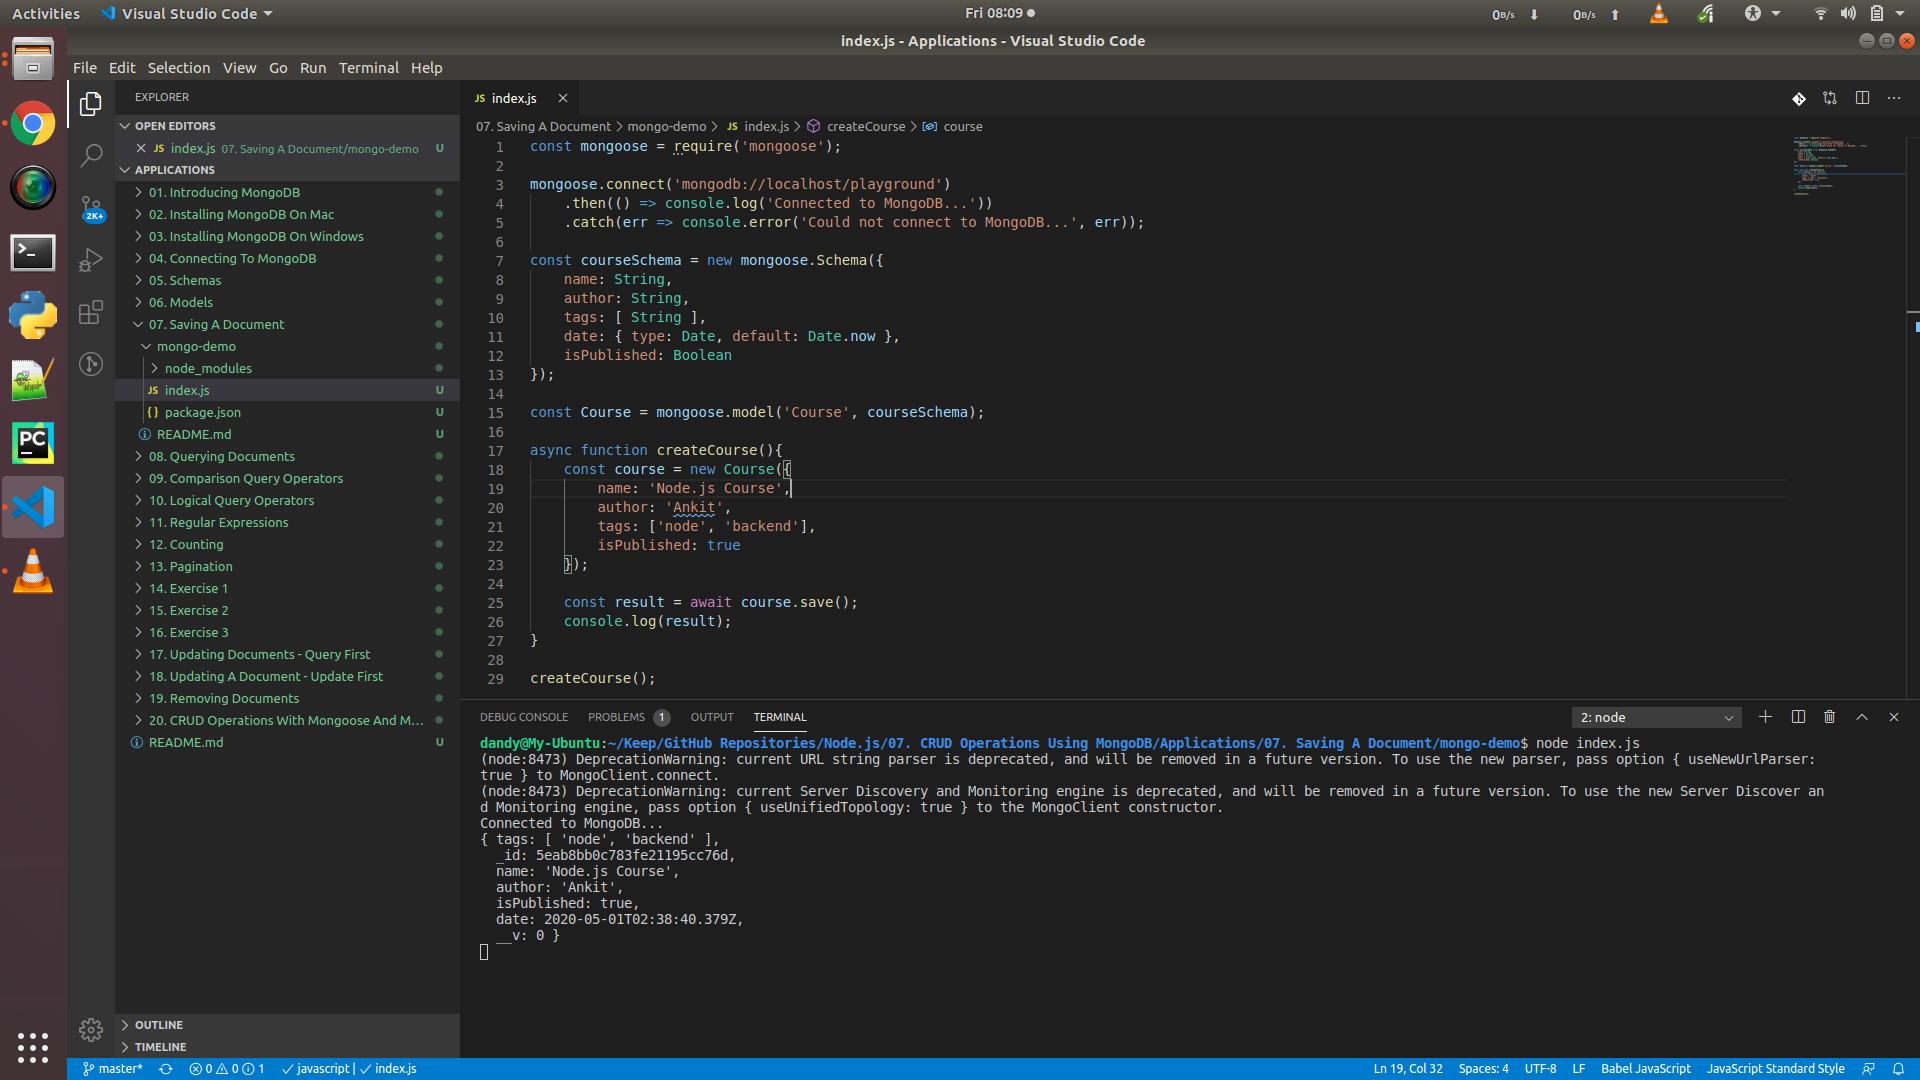 Activities
Visual Studio Code
Fri 08:09
0B/s
0B/s
index.js - Applications - Visual Studio Code
File Edit Selection View Go Run Terminal Help
EXPLORER
OPEN EDITORS
JS index.js 07. Saving A Document/mongo-demo U
APPLICATIONS
01. Introducing MongoDB
02. Installing MongoDB On Mac
03. Installing MongoDB On Windows
04. Connecting To MongoDB
05. Schemas
06. Models
07. Saving A Document
mongo-demo
node_modules
JS index.js U
{} package.json U
README.md U
08. Querying Documents
09. Comparison Query Operators
10. Logical Query Operators
11. Regular Expressions
12. Counting
13. Pagination
14. Exercise 1
15. Exercise 2
16. Exercise 3
17. Updating Documents - Query First
18. Updating A Document - Update First
19. Removing Documents
20. CRUD Operations With Mongoose And M...
README.md U
OUTLINE
TIMELINE
2K+
PC
JS index.js
07. Saving A Document > mongo-demo > JS index.js > createCourse > course
1 const mongoose = require('mongoose');
2
3 mongoose.connect('mongodb://localhost/playground')
4 .then(() => console.log('Connected to MongoDB...'))
5 .catch(err => console.error('Could not connect to MongoDB...', err));
6
7 const courseSchema = new mongoose.Schema({
8 name: String,
9 author: String,
10 tags: [ String ],
11 date: { type: Date, default: Date.now },
12 isPublished: Boolean
13 });
14
15 const Course = mongoose.model('Course', courseSchema);
16
17 async function createCourse(){
18 const course = new Course({
19 name: 'Node.js Course',
20 author: 'Ankit',
21 tags: ['node', 'backend'],
22 isPublished: true
23 });
24
25 const result = await course.save();
26 console.log(result);
27 }
28
29 createCourse();
DEBUG CONSOLE PROBLEMS 1 OUTPUT TERMINAL
2: node
dandy@My-Ubuntu:~/Keep/GitHub Repositories/Node.js/07. CRUD Operations Using MongoDB/Applications/07. Saving A Document/mongo-demo$ node index.js
(node:8473) DeprecationWarning: current URL string parser is deprecated, and will be removed in a future version. To use the new parser, pass option { useNewUrlParser:
true } to MongoClient.connect.
(node:8473) DeprecationWarning: current Server Discovery and Monitoring engine is deprecated, and will be removed in a future version. To use the new Server Discover an
d Monitoring engine, pass option { useUnifiedTopology: true } to the MongoClient constructor.
Connected to MongoDB...
{ tags: [ 'node', 'backend' ],
_id: 5eab8bb0c783fe21195cc76d,
name: 'Node.js Course',
author: 'Ankit',
isPublished: true,
date: 2020-05-01T02:38:40.379Z,
__v: 0 }
master* 0 0 1 javascript | index.js
Ln 19, Col 32 Spaces: 4 UTF-8 LF Babel JavaScript JavaScript Standard Style